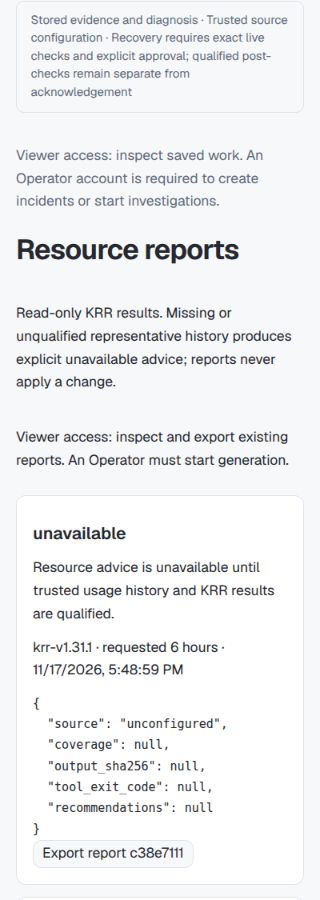 Stored evidence and diagnosis · Trusted source
configuration · Recovery requires exact live
checks and explicit approval; qualified post-
checks remain separate from
acknowledgement
Viewer access: inspect saved work. An
Operator account is required to create
incidents or start investigations.
Resource reports
Read-only KRR results. Missing or
unqualified representative history produces
explicit unavailable advice; reports never
apply a change.
Viewer access: inspect and export existing
reports. An Operator must start generation.
unavailable
Resource advice is unavailable until
trusted usage history and KRR results
are qualified.
krr-v1.31.1 · requested 6 hours ·
11/17/2026, 5:48:59 PM
{
  "source": "unconfigured",
  "coverage": null,
  "output_sha256": null,
  "tool_exit_code": null,
  "recommendations": null
}
Export report c38e7111